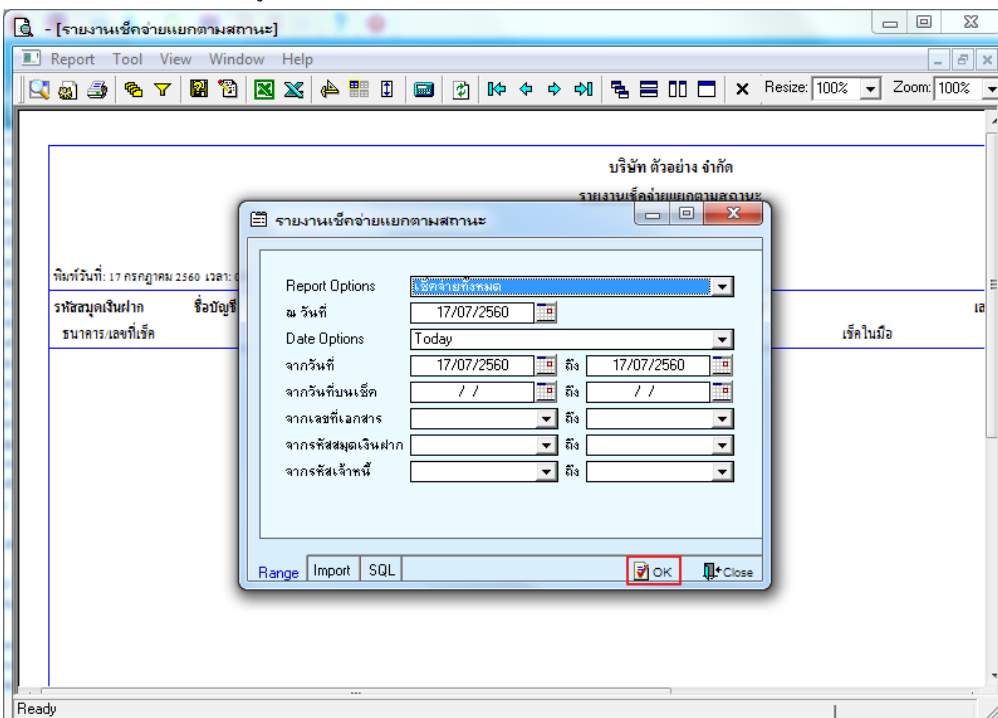 - [รายงานเช็คจ่ายแยกตามสถานะ]
Report Tool View Window Help
Resize: 100% Zoom: 100%
บริษัท ตัวอย่าง จำกัด
รายงานเช็คจ่ายแยกตามสถานะ
พิมพ์วันที่: 17 กรกฎาคม 2560 เวลา:
รหัสสมุดเงินฝาก ชื่อบัญชี
ธนาคาร/เลขที่เช็ค เช็คในมือ
รายงานเช็คจ่ายแยกตามสถานะ
Report Options เช็คจ่ายทั้งหมด
ณ วันที่ 17/07/2560
Date Options Today
จากวันที่ 17/07/2560 ถึง 17/07/2560
จากวันที่บนเช็ค / / ถึง / /
จากเลขที่เอกสาร ถึง
จากรหัสสมุดเงินฝาก ถึง
จากรหัสเจ้าหนี้ ถึง
Range Import SQL OK Close
Ready